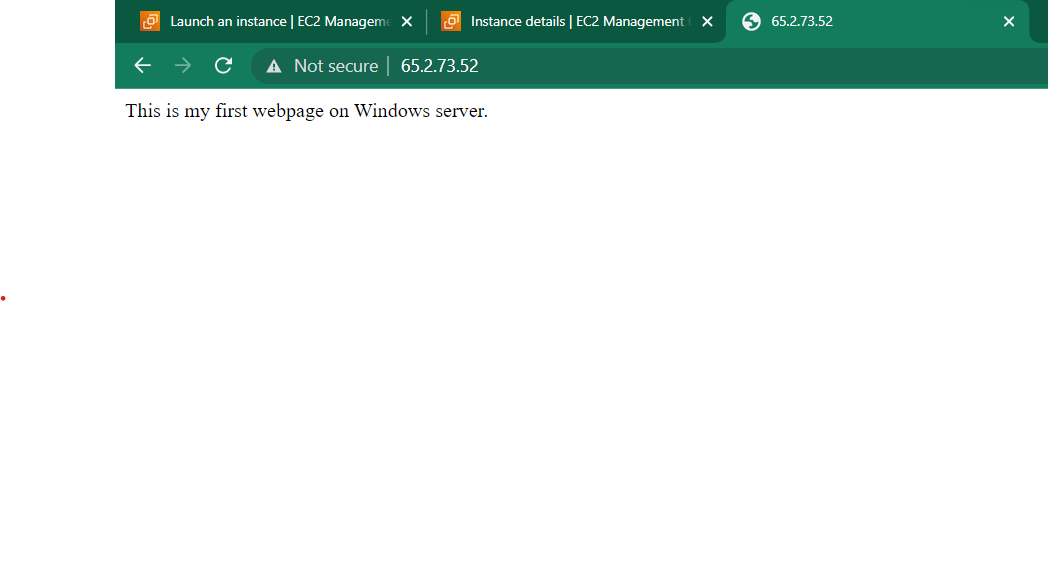 Launch an instance | EC2 Manageme
Instance details | EC2 Management
65.2.73.52
Not secure | 65.2.73.52
This is my first webpage on Windows server.